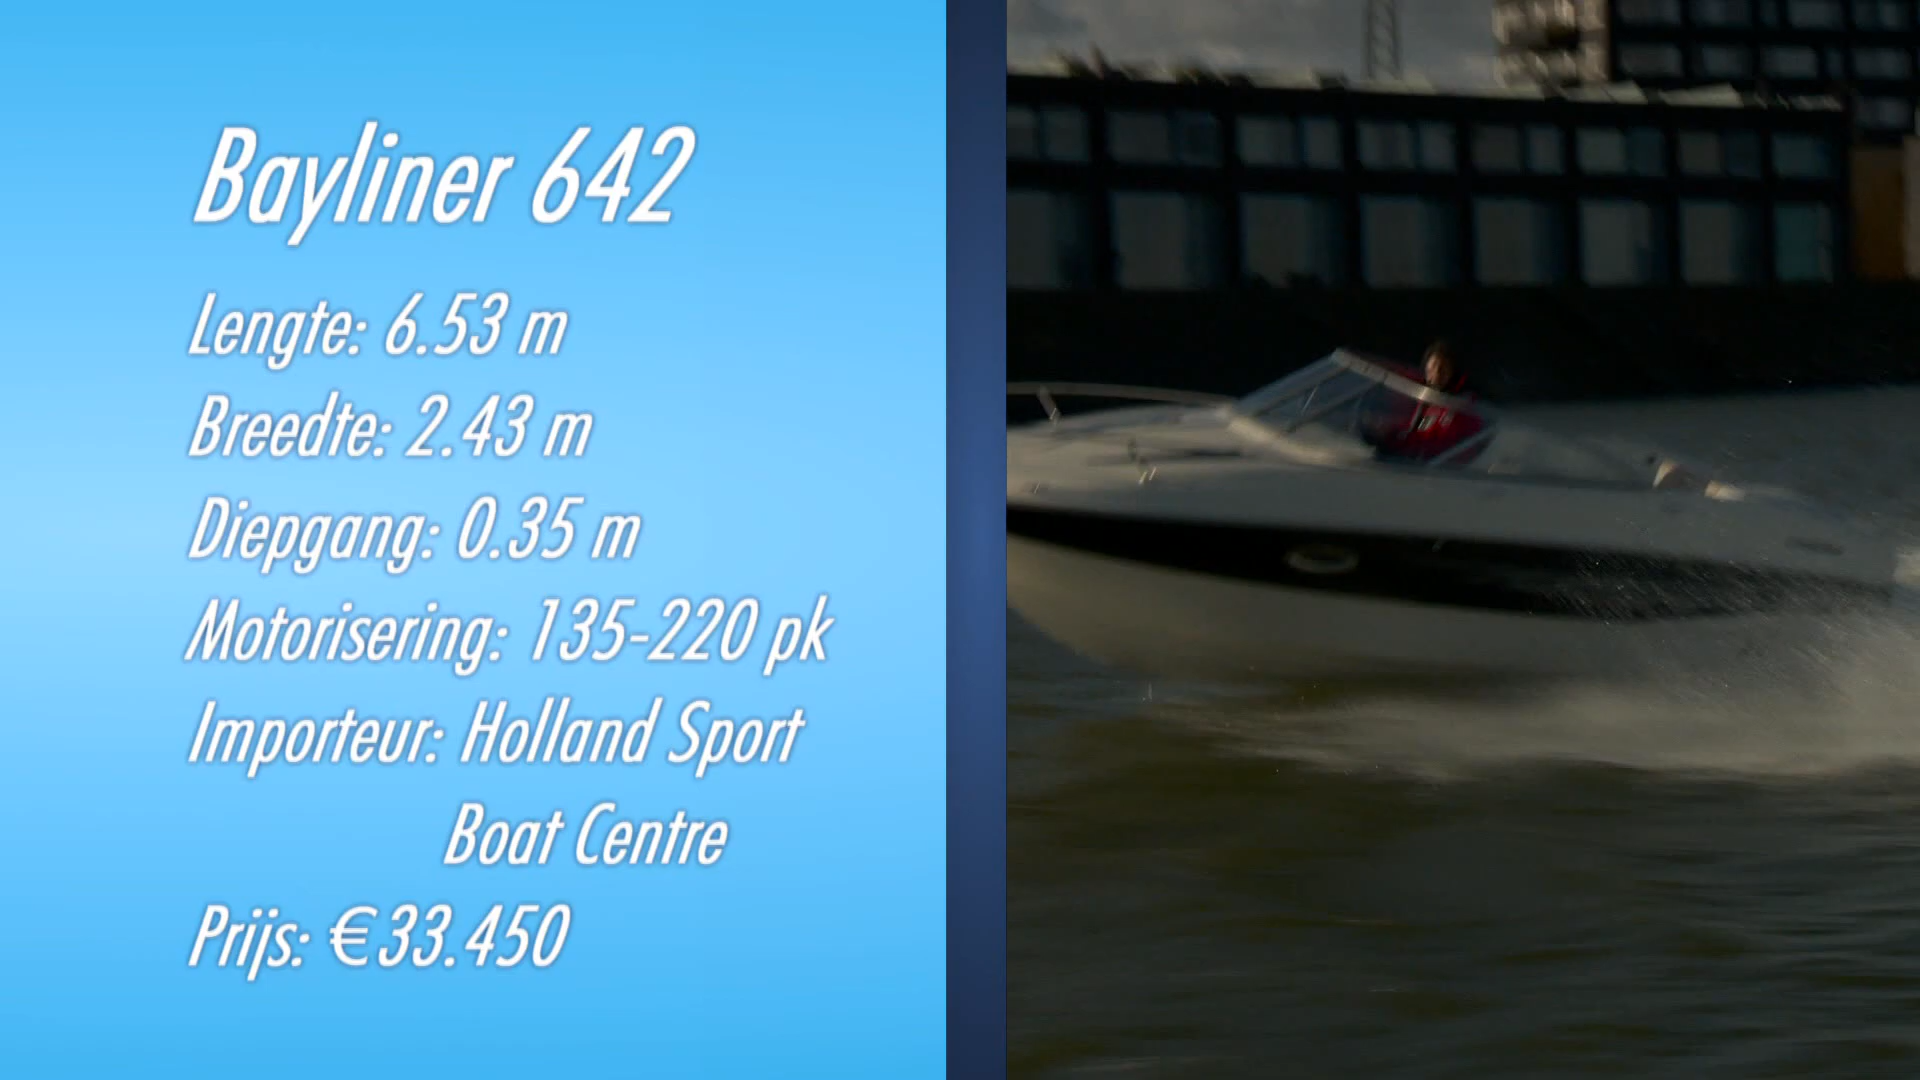 Bayliner 642
Lengte: 6.53 m
Breedte: 2.43 m
Diepgang: 0.35 m
Motorisering: 135-220 pk
Importeur: Holland Sport
Boat Centre
Prijs: €33.450